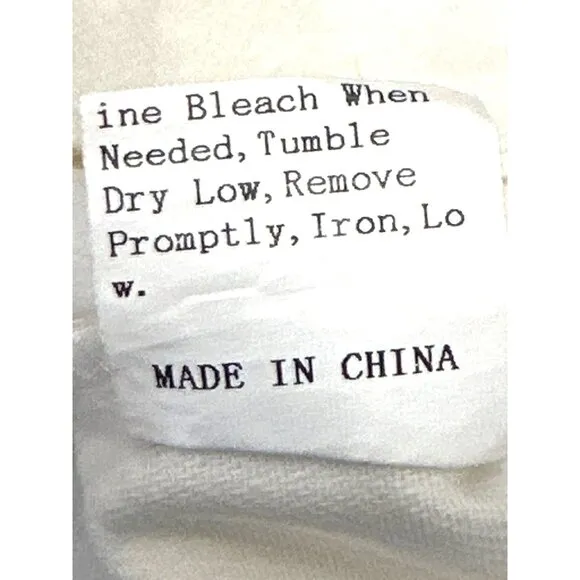 ine Bleach When
Needed, Tumble
Dry Low, Remove
Promptly, Iron, Lo
w.
MADE IN CHINA